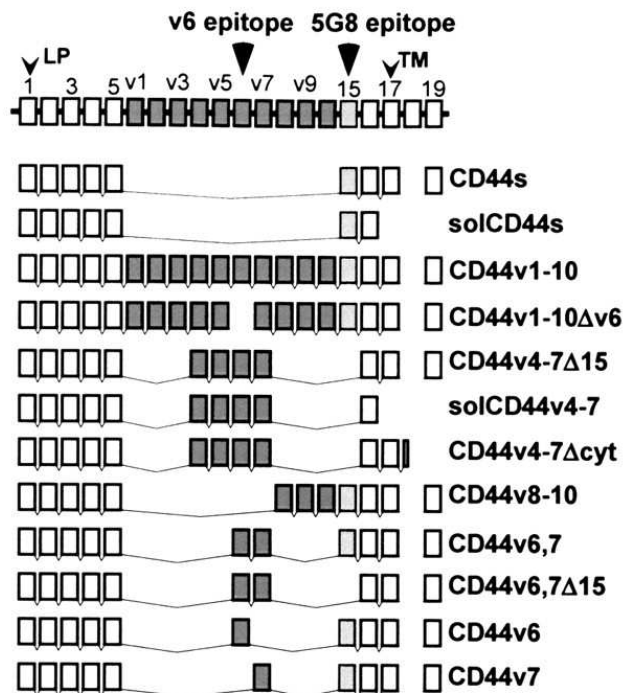 v6 epitope 5G8 epitope
LP TM
1 3 5 v1 v3 v5 v7 v9 15 17 19
CD44s
solCD44s
CD44v1-10
CD44v1-10Δv6
CD44v4-7Δ15
solCD44v4-7
CD44v4-7Δcyt
CD44v8-10
CD44v6,7
CD44v6,7Δ15
CD44v6
CD44v7